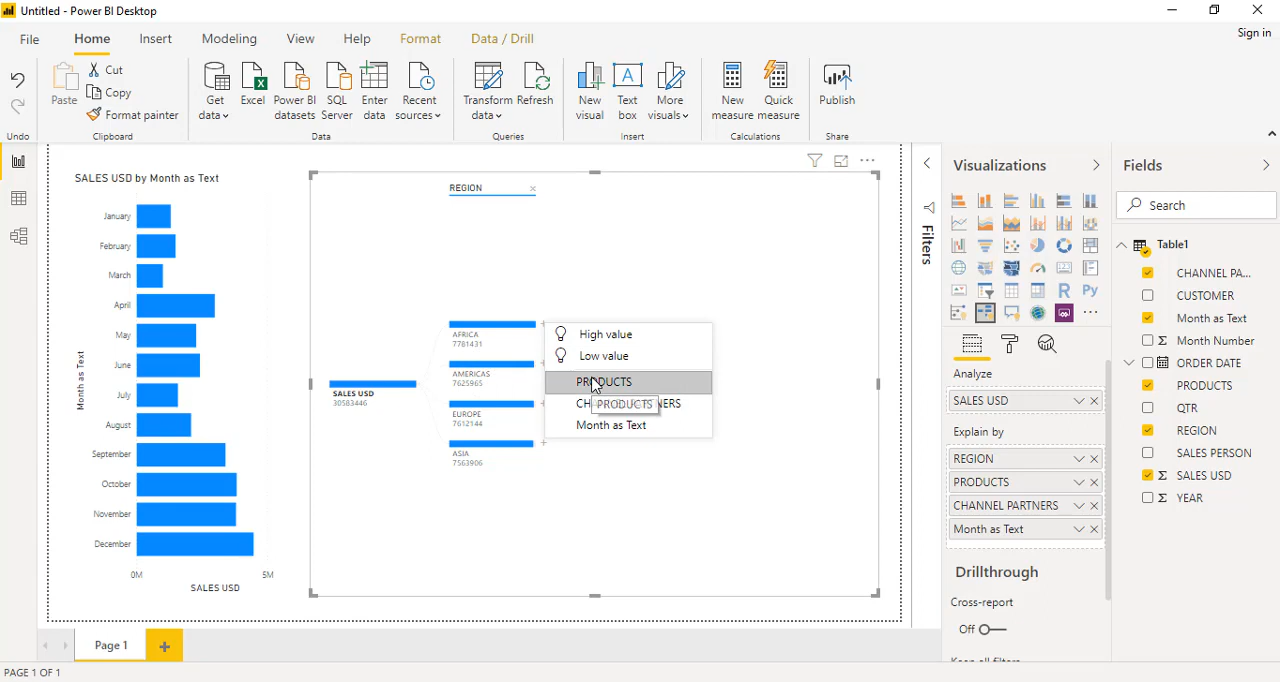 Untitled - Power BI Desktop
Sign in
File Home Insert Modeling View Help Format Data / Drill
Undo
Paste
Cut
Copy
Format painter
Clipboard
Get data
Excel
Power BI datasets
SQL Server
Enter data
Recent sources
Data
Transform data
Refresh
Queries
New visual
Text box
More visuals
Insert
New measure
Quick measure
Calculations
Publish
Share
SALES USD by Month as Text
January
February
March
April
May
June
July
August
September
October
November
December
Month as Text
0M 5M
SALES USD
REGION
SALES USD
30583446
AFRICA
7781431
AMERICAS
7625965
EUROPE
7612144
ASIA
7563906
High value
Low value
PRODUCTS
PRODUCTS
Month as Text
Filters
Visualizations
R Py
Analyze
SALES USD
Explain by
REGION
PRODUCTS
CHANNEL PARTNERS
Month as Text
Drillthrough
Cross-report
Off
Fields
Search
Table1
CHANNEL PA...
CUSTOMER
Month as Text
Σ Month Number
ORDER DATE
PRODUCTS
QTR
REGION
SALES PERSON
Σ SALES USD
Σ YEAR
Page 1
PAGE 1 OF 1